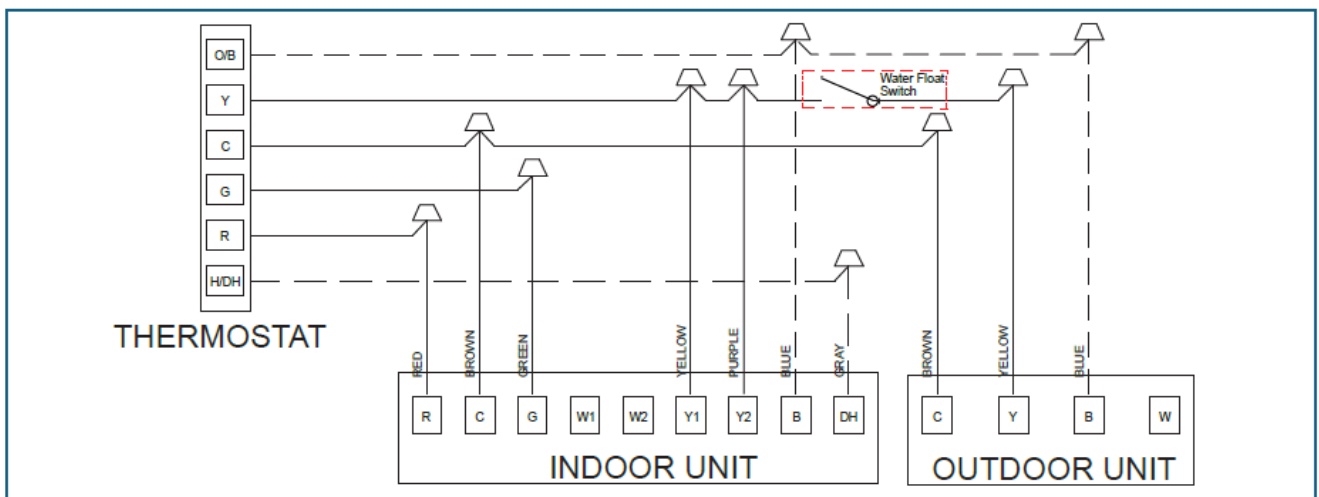 O/B
Y
C
G
R
H/DH
THERMOSTAT
Water Float
Switch
RED
BROWN
GREEN
YELLOW
PURPLE
BLUE
GRAY
BROWN
YELLOW
BLUE
R C G W1 W2 Y1 Y2 B DH
INDOOR UNIT
C Y B W
OUTDOOR UNIT